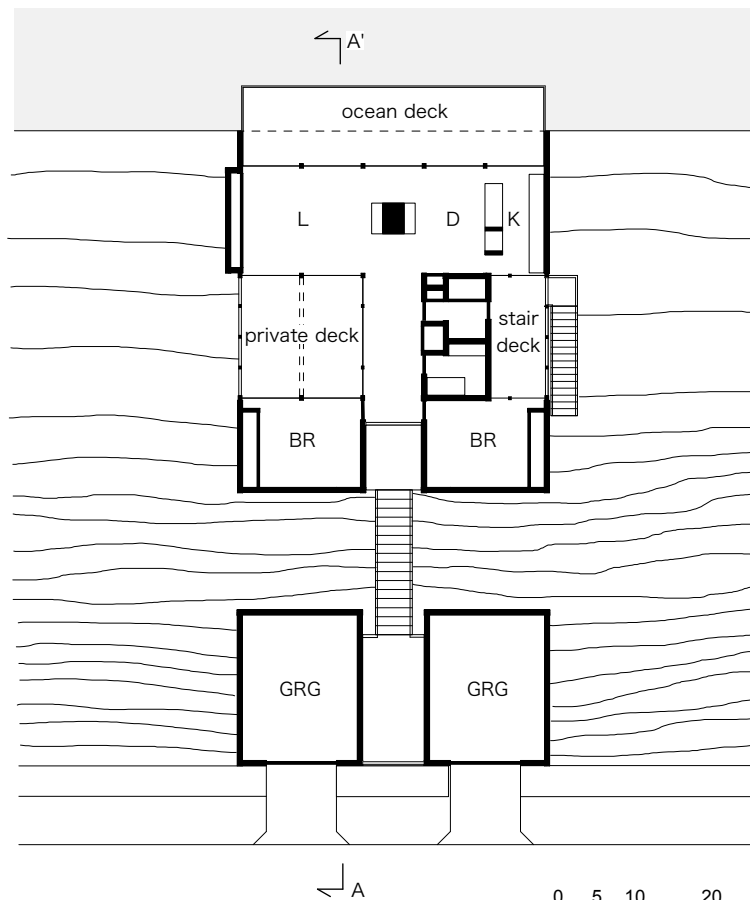 A'
ocean deck
L
D
K
private deck
stair
deck
BR
BR
GRG
GRG
A
0 5 10 20